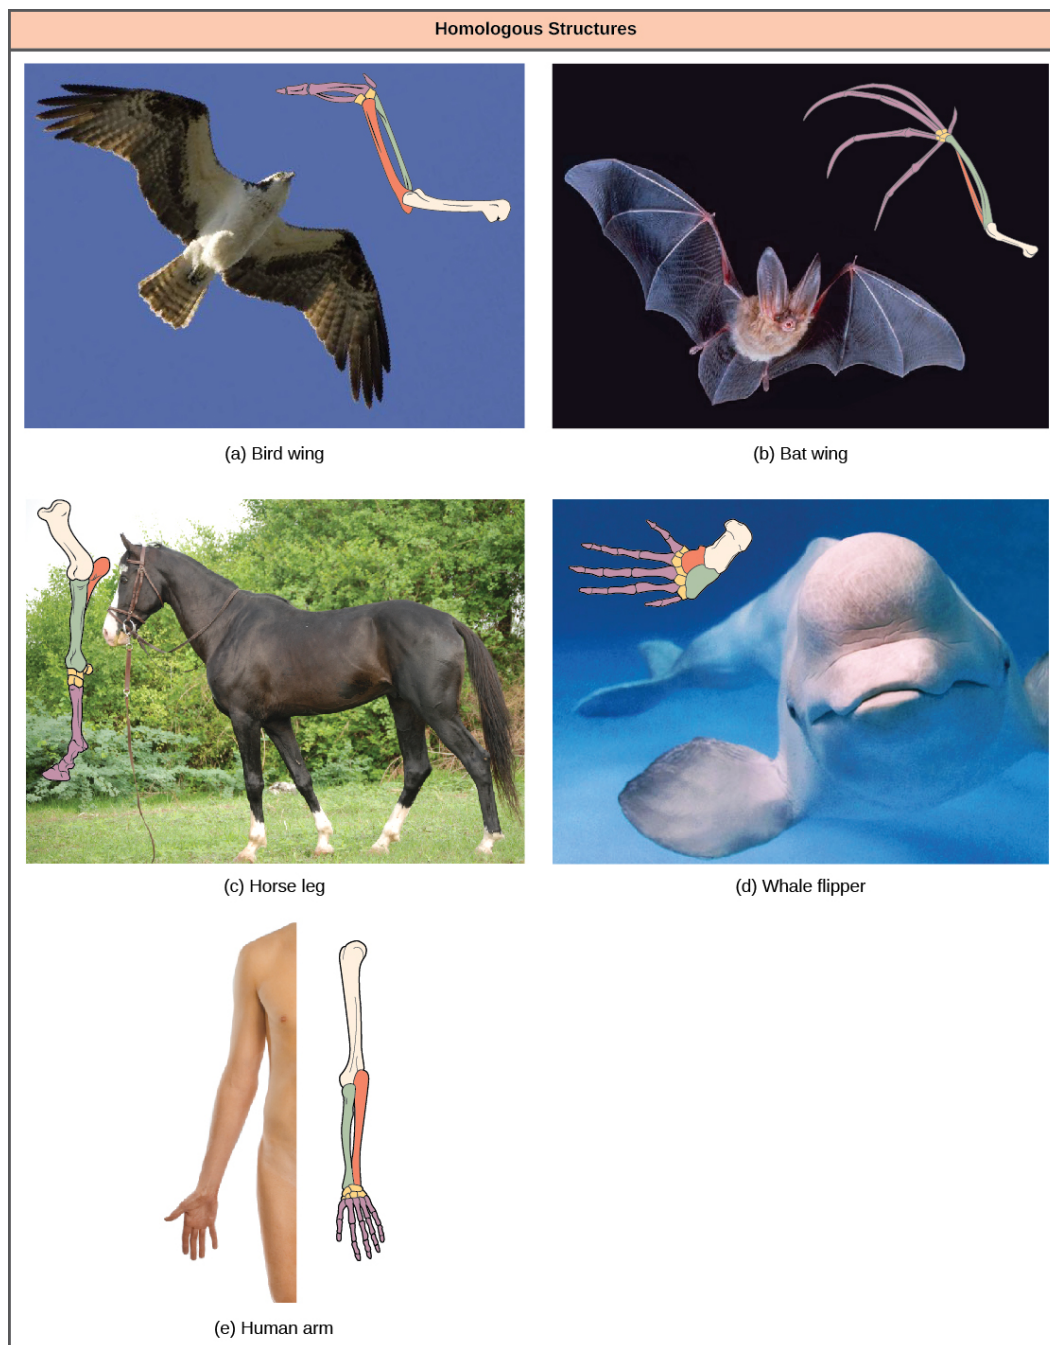 Homologous Structures
(a) Bird wing
(b) Bat wing
(c) Horse leg
(d) Whale flipper
(e) Human arm